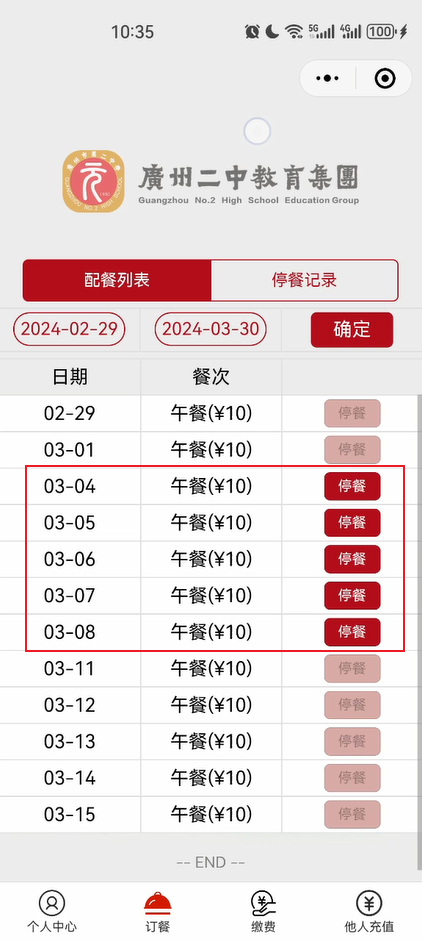 10:35
5G 4G 100
廣州二中教育集團
Guangzhou No.2 High School Education Group
配餐列表 停餐记录
2024-02-29 2024-03-30 确定
日期 餐次
02-29 午餐(¥10) 停餐
03-01 午餐(¥10) 停餐
03-04 午餐(¥10) 停餐
03-05 午餐(¥10) 停餐
03-06 午餐(¥10) 停餐
03-07 午餐(¥10) 停餐
03-08 午餐(¥10) 停餐
03-11 午餐(¥10) 停餐
03-12 午餐(¥10) 停餐
03-13 午餐(¥10) 停餐
03-14 午餐(¥10) 停餐
03-15 午餐(¥10) 停餐
-- END --
个人中心 订餐 缴费 他人充值